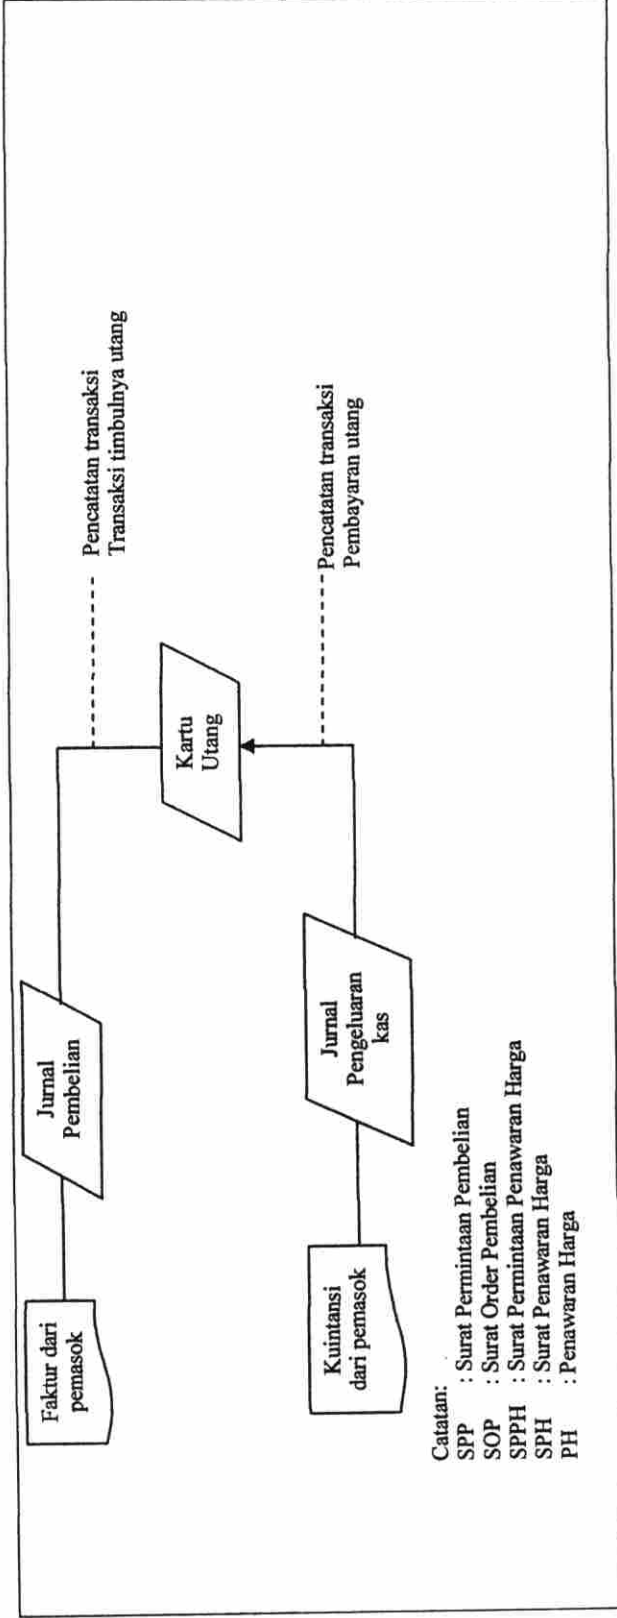 Faktur dari
pemasok
Jurnal
Pembelian
Pencatatan transaksi
Transaksi timbulnya utang
Kartu
Utang
Kuintansi
dari pemasok
Jurnal
Pengeluaran
kas
Pencatatan transaksi
Pembayaran utang
Catatan:
SPP : Surat Permintaan Pembelian
SOP : Surat Order Pembelian
SPPH : Surat Permintaan Penawaran Harga
SPH : Surat Penawaran Harga
PH : Penawaran Harga